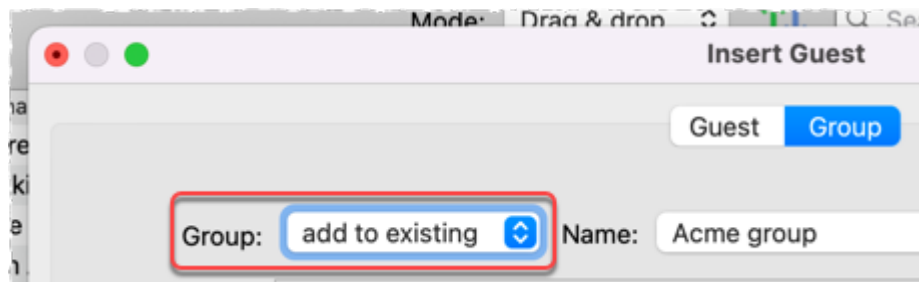 Mode: Drag & drop
Insert Guest
Guest Group
Group: add to existing Name: Acme group